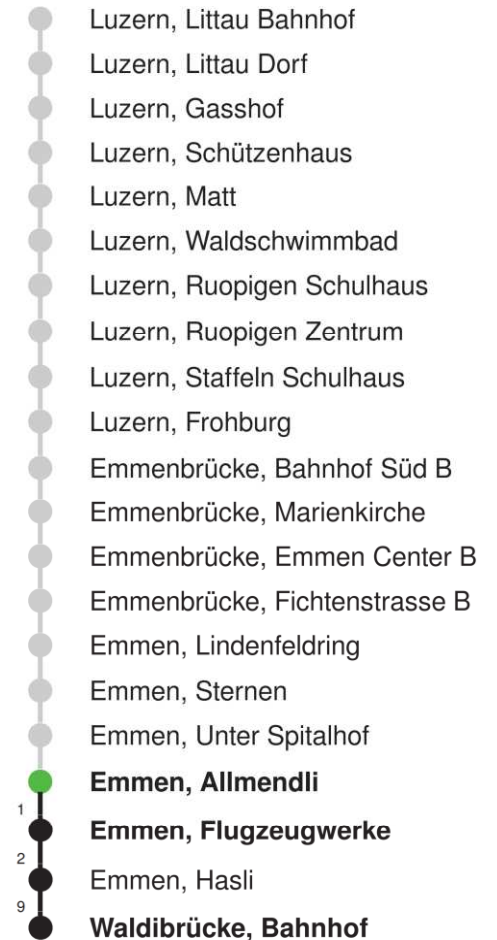 Luzern, Littau Bahnhof
Luzern, Littau Dorf
Luzern, Gasshof
Luzern, Schützenhaus
Luzern, Matt
Luzern, Waldschwimmbad
Luzern, Ruopigen Schulhaus
Luzern, Ruopigen Zentrum
Luzern, Staffeln Schulhaus
Luzern, Frohburg
Emmenbrücke, Bahnhof Süd B
Emmenbrücke, Marienkirche
Emmenbrücke, Emmen Center B
Emmenbrücke, Fichtenstrasse B
Emmen, Lindenfeldring
Emmen, Sternen
Emmen, Unter Spitalhof
Emmen, Allmendli
1 Emmen, Flugzeugwerke
2 Emmen, Hasli
9 Waldibrücke, Bahnhof